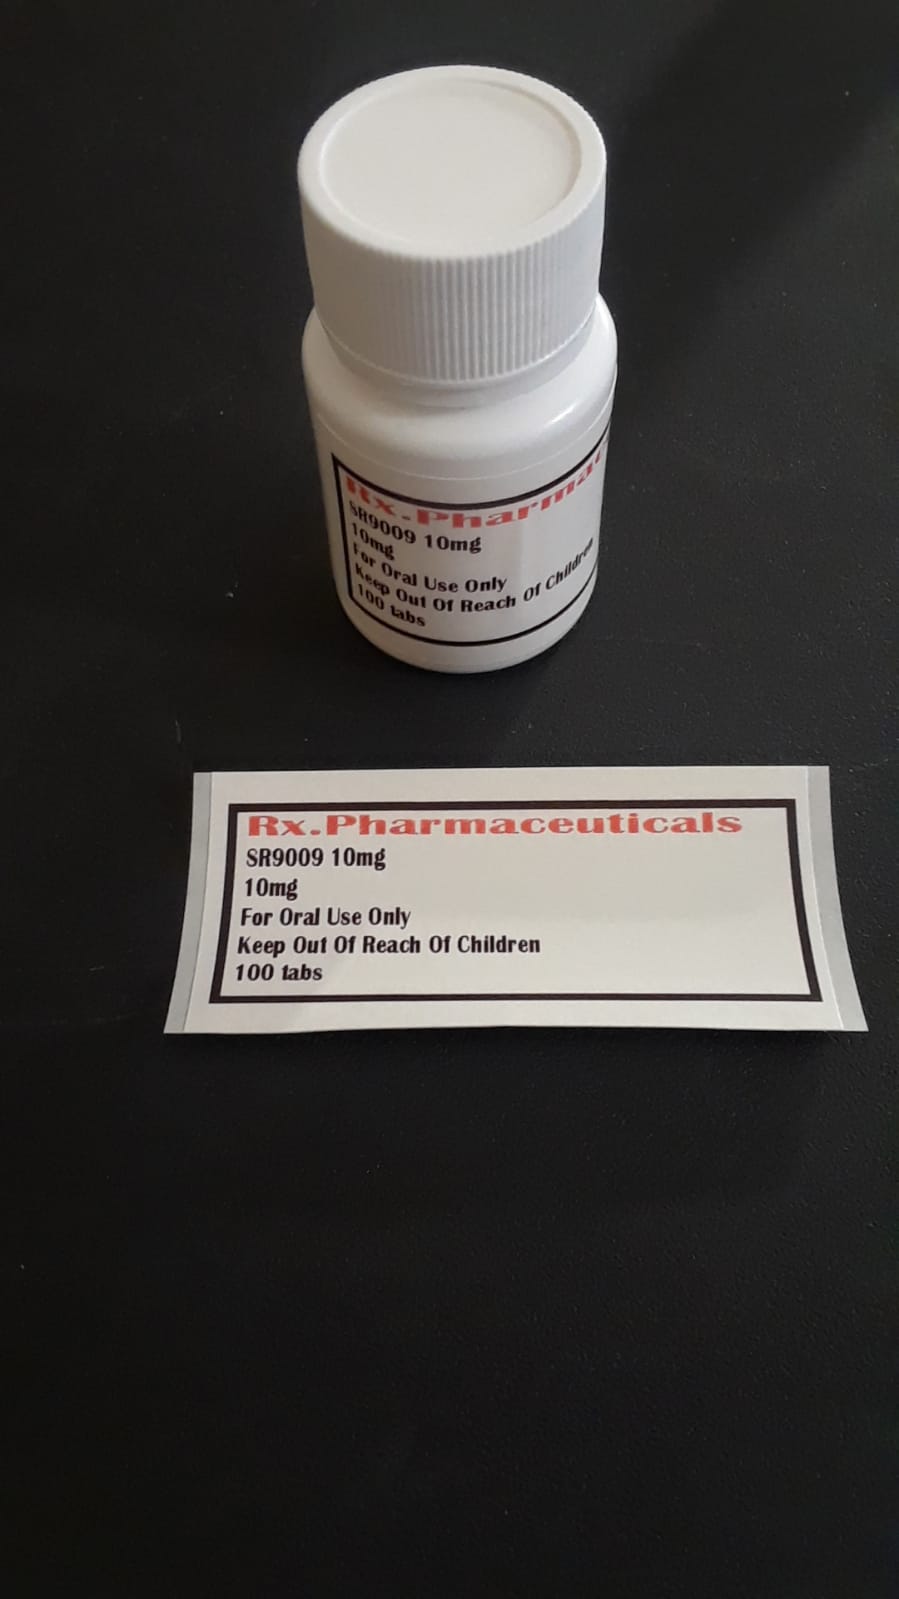 Rx.Pharmac
SR9009 10mg
10mg
For Oral Use Only
Keep Out Of Reach Of Children
100 tabs
Rx.Pharmaceuticals
SR9009 10mg
10mg
For Oral Use Only
Keep Out Of Reach Of Children
100 tabs